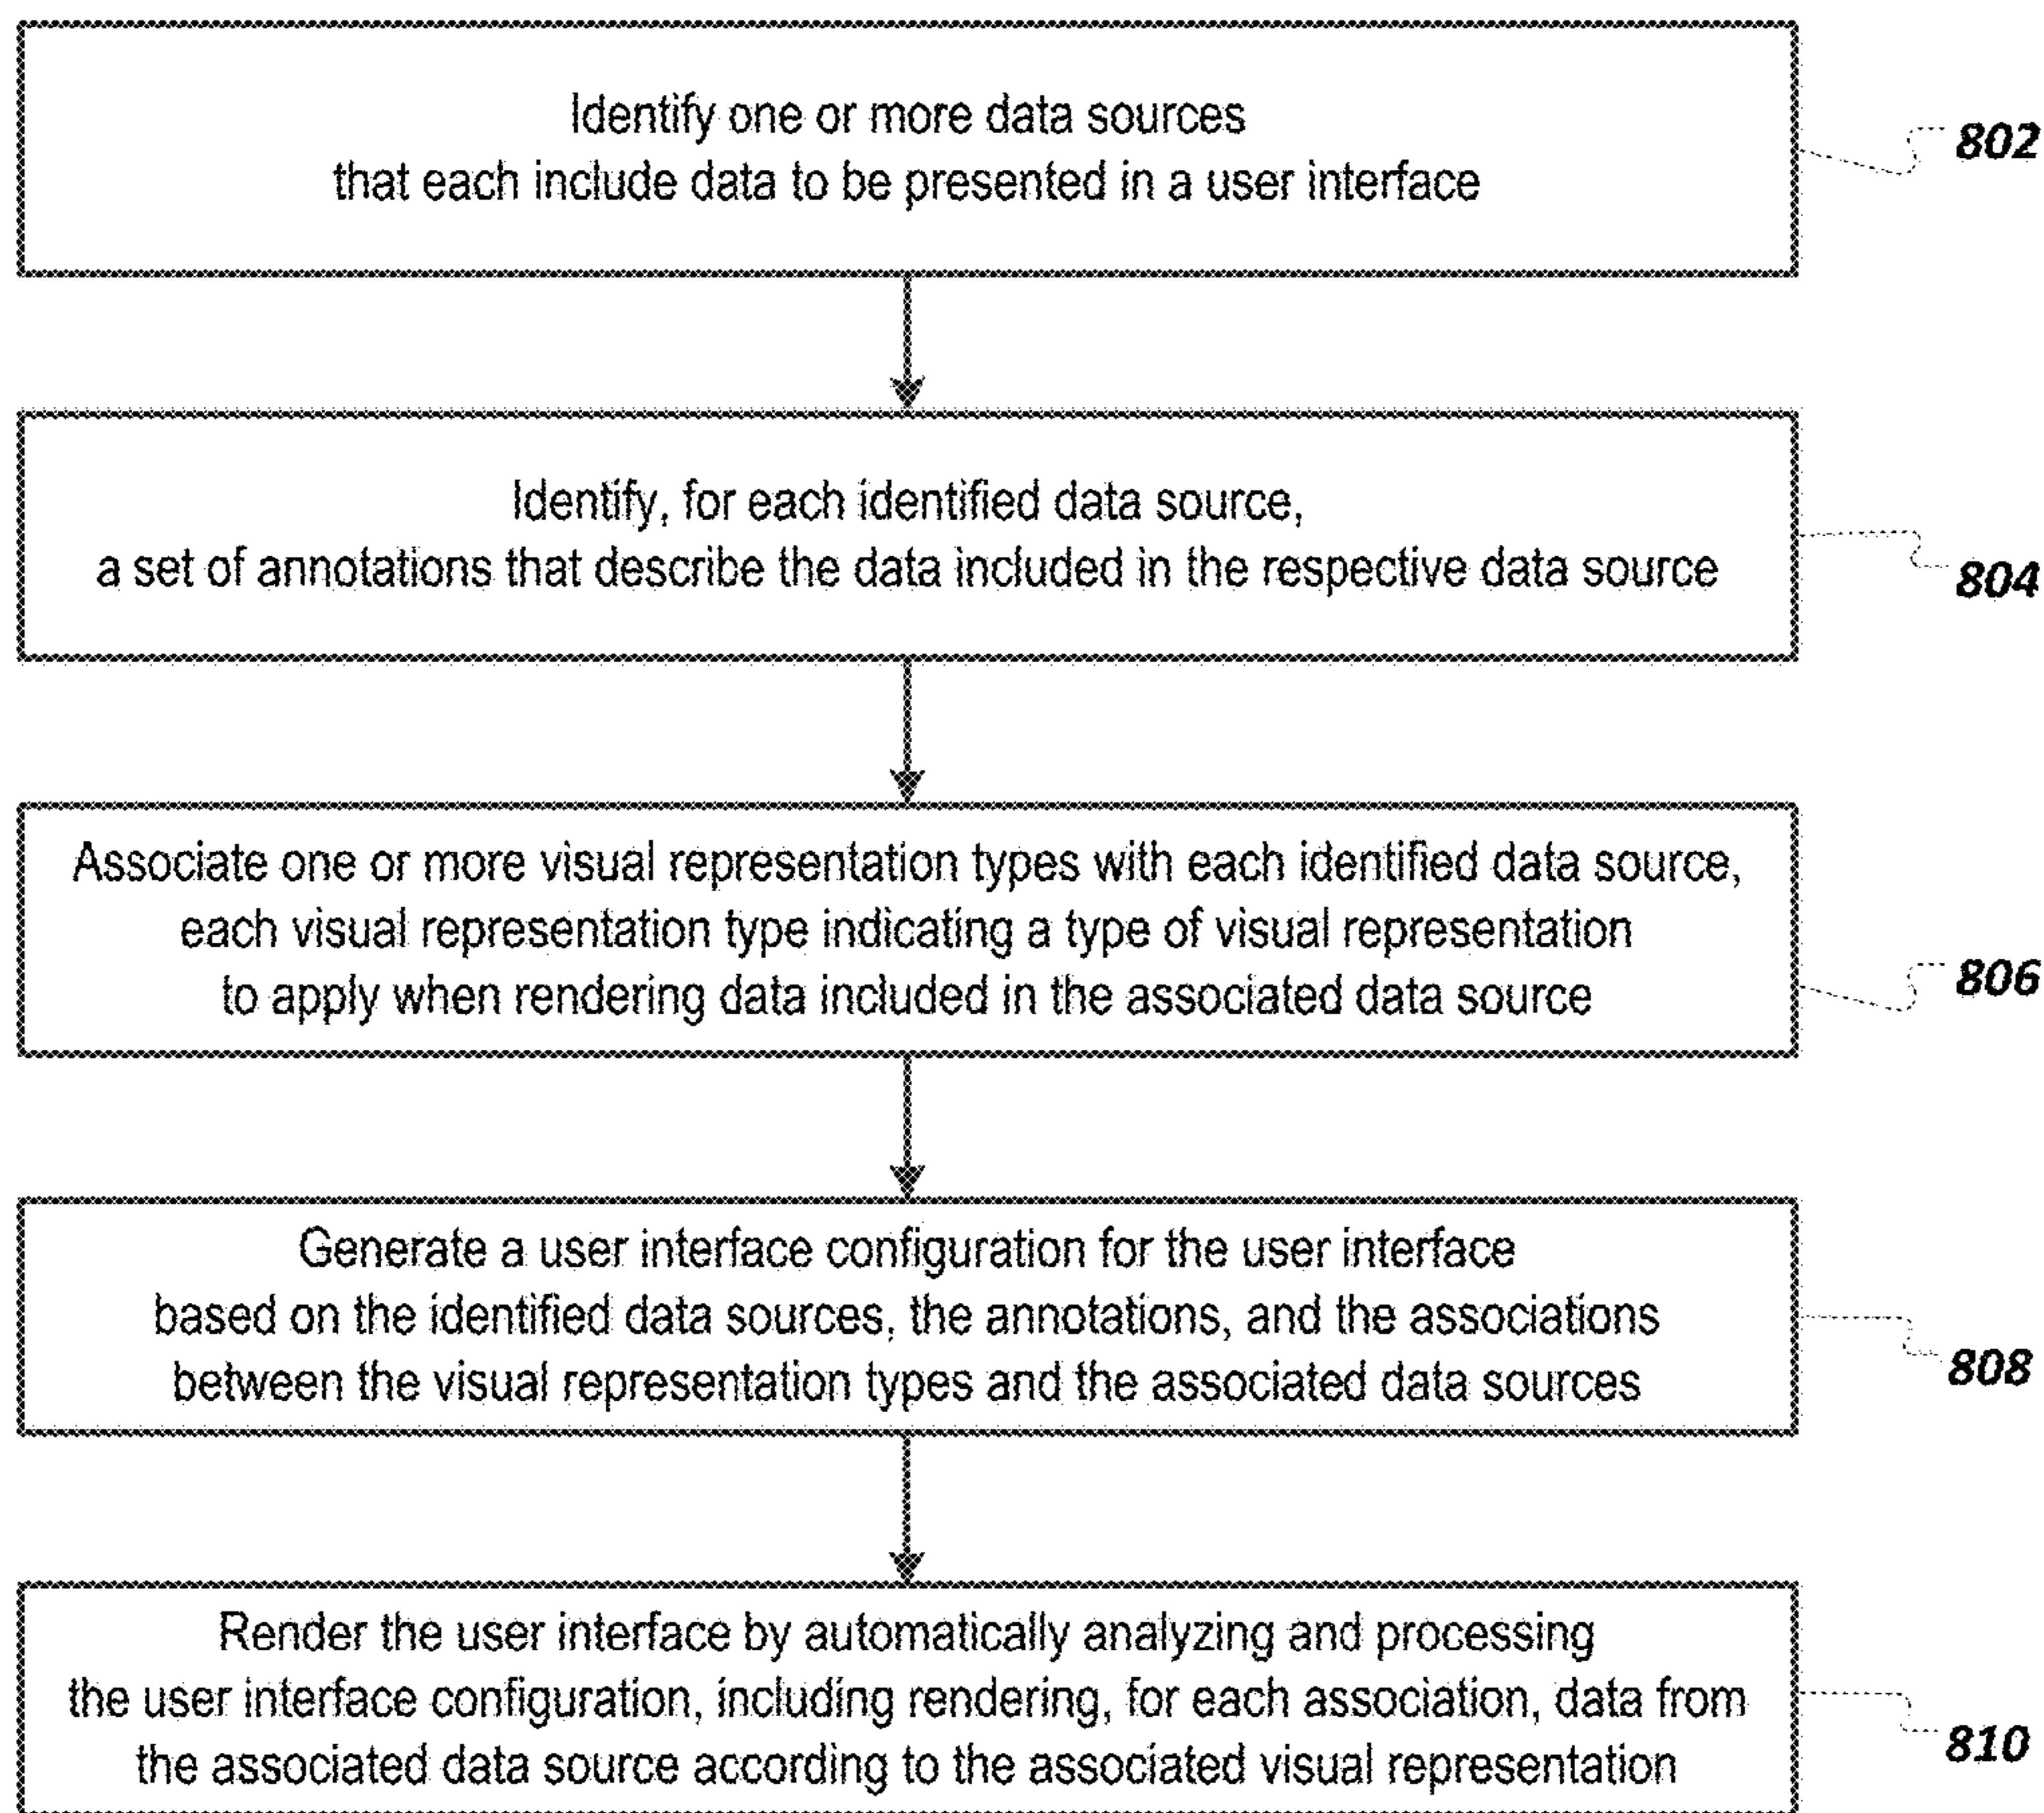 Identify one or more data sources
that each include data to be presented in a user interface
802
Identify, for each identified data source,
a set of annotations that describe the data included in the respective data source
804
Associate one or more visual representation types with each identified data source,
each visual representation type indicating a type of visual representation
to apply when rendering data included in the associated data source
806
Generate a user interface configuration for the user interface
based on the identified data sources, the annotations, and the associations
between the visual representation types and the associated data sources
808
Render the user interface by automatically analyzing and processing
the user interface configuration, including rendering, for each association, data from
the associated data source according to the associated visual representation
810